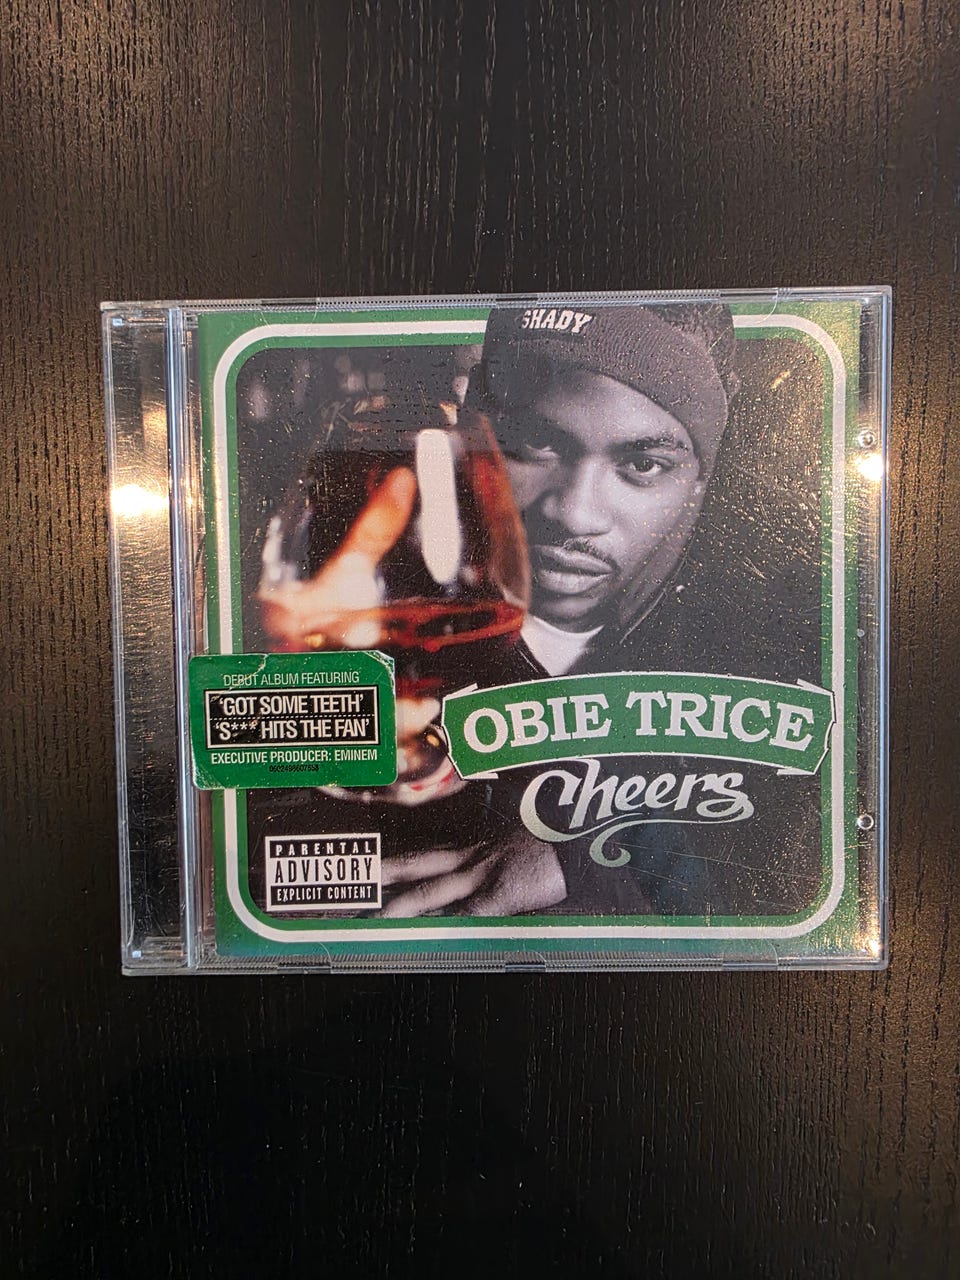 SHADY
DEBUT ALBUM FEATURING
'GOT SOME TEETH'
'S*** HITS THE FAN'
EXECUTIVE PRODUCER: EMINEM
OBIE TRICE
Cheers
PARENTAL
ADVISORY
EXPLICIT CONTENT